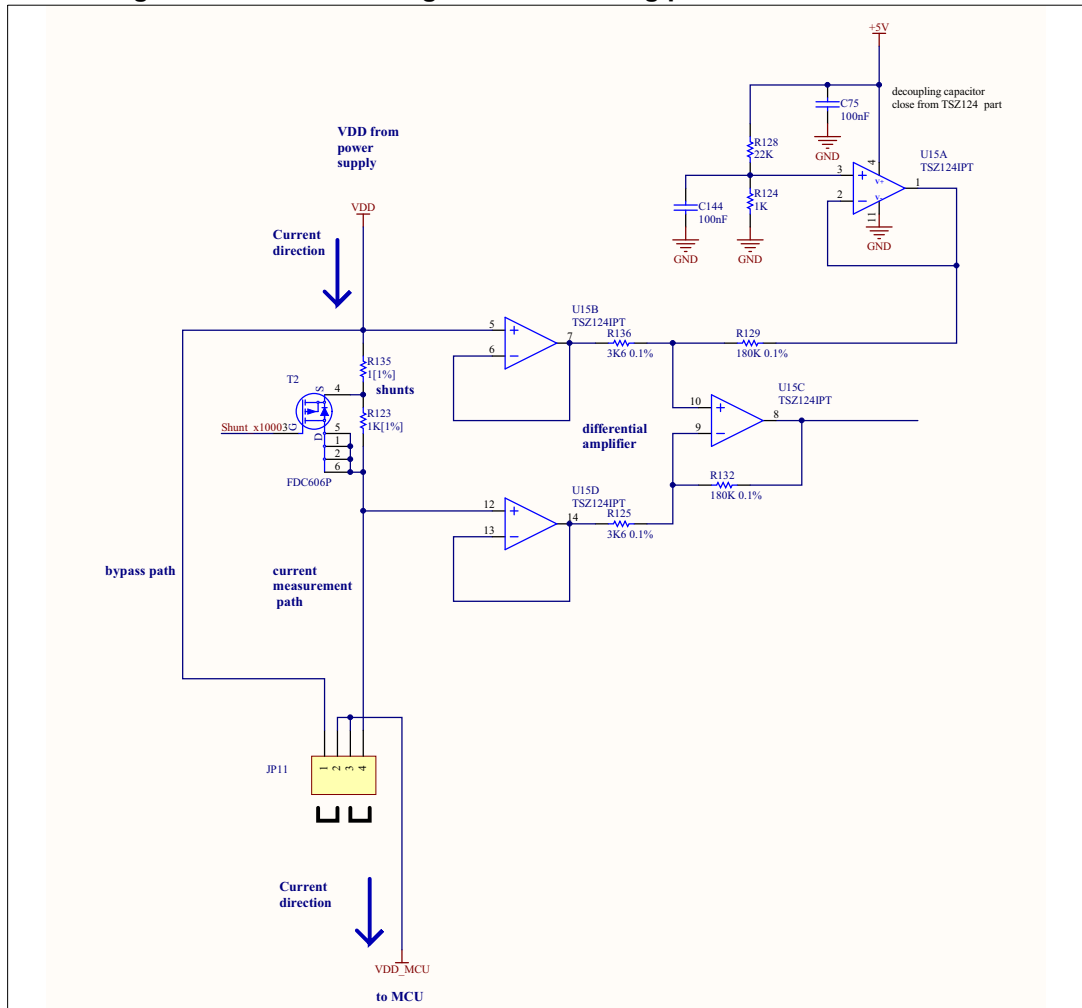 +5V
decoupling capacitor
close from TSZ124 part
C75
100nF
GND
VDD from
power
supply
R128
22K
U15A
TSZ124IPT
4
V+
3
+
1
2
−
V-
11
GND
R124
1K
C144
100nF
GND
GND
VDD
Current
direction
U15B
TSZ124IPT
5
+
7
6
−
R136
3K6 0.1%
R129
180K 0.1%
R135
1[1%]
shunts
T2
S
4
R123
1K[1%]
Shunt_x1000
3
G
D
5
1
2
6
FDC606P
U15C
TSZ124IPT
10
+
8
9
−
differential
amplifier
R132
180K 0.1%
U15D
TSZ124IPT
12
+
14
13
−
R125
3K6 0.1%
bypass path
current
measurement
path
JP11
1
2
3
4
Current
direction
VDD_MCU
to MCU